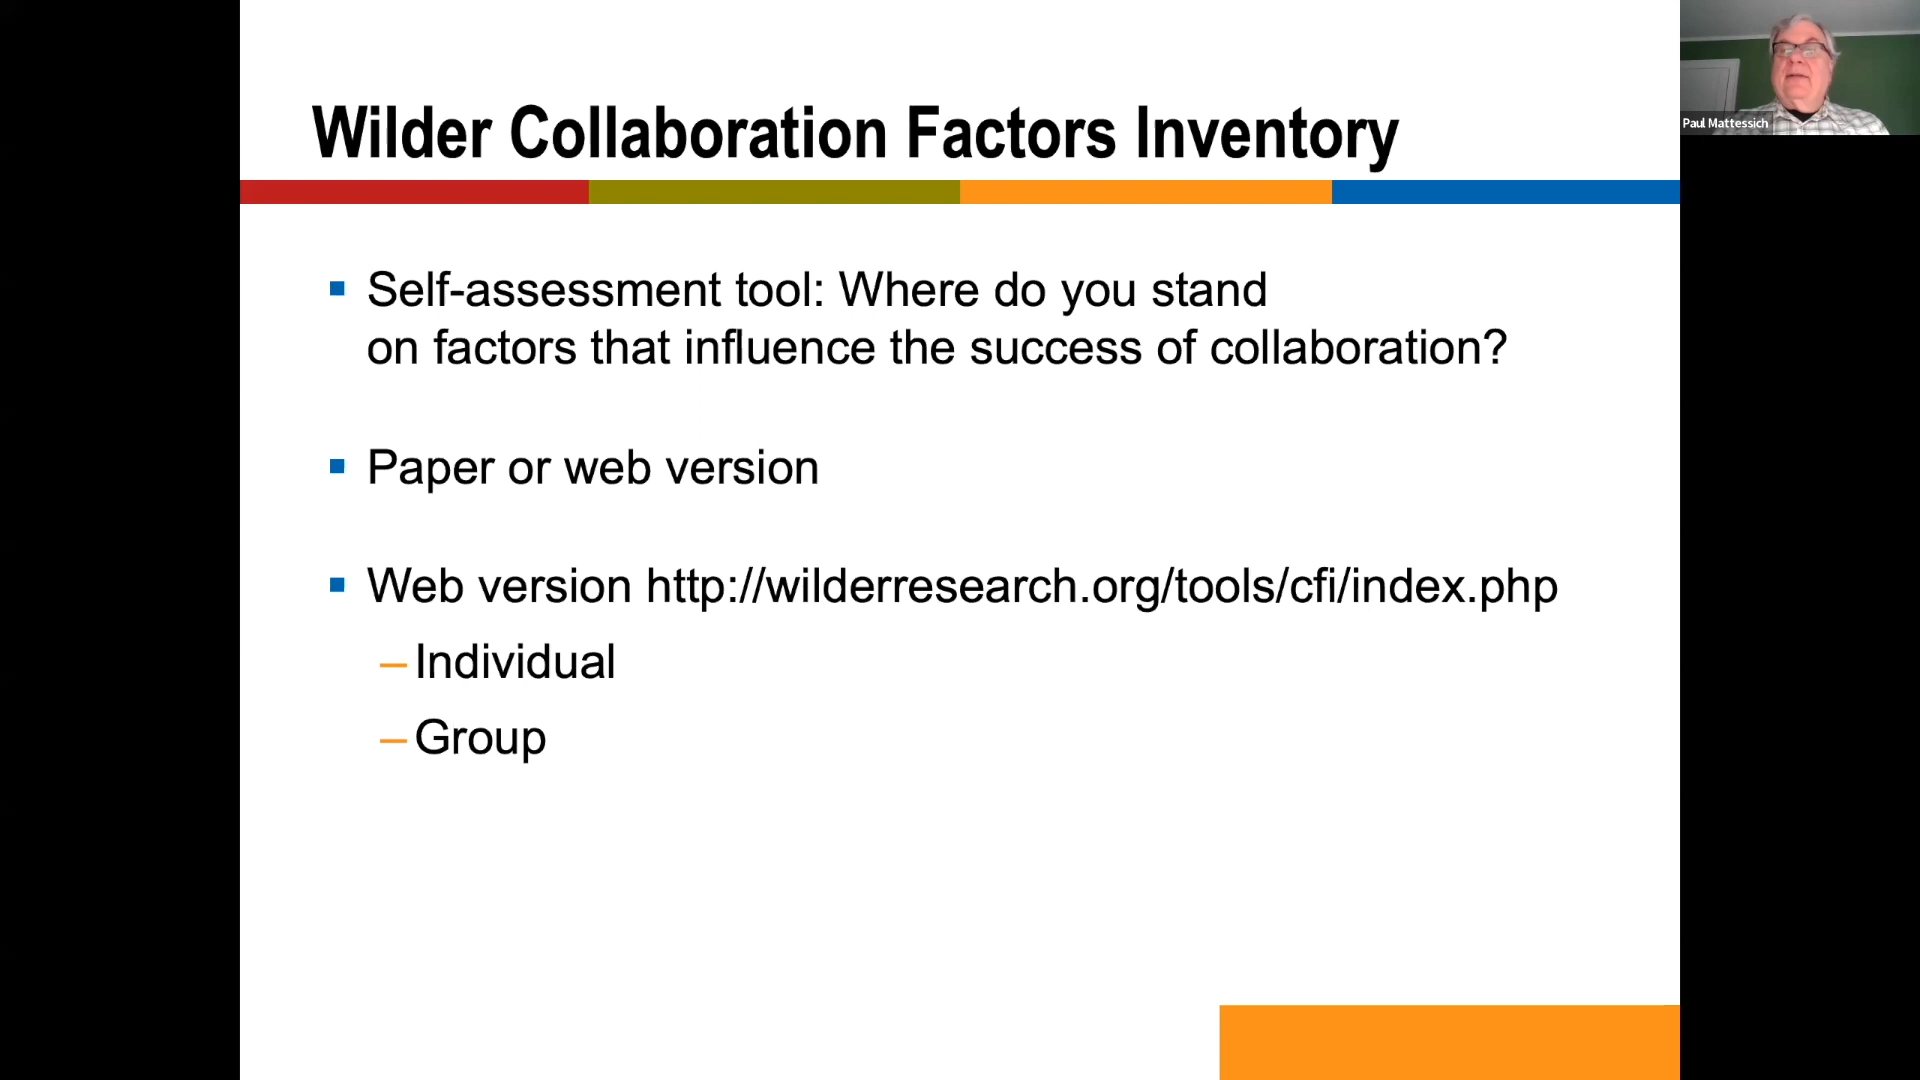 Wilder Collaboration Factors Inventory
Paul Mattessich
Self-assessment tool: Where do you stand
on factors that influence the success of collaboration?
Paper or web version
Web version http://wilderresearch.org/tools/cfi/index.php
– Individual
– Group